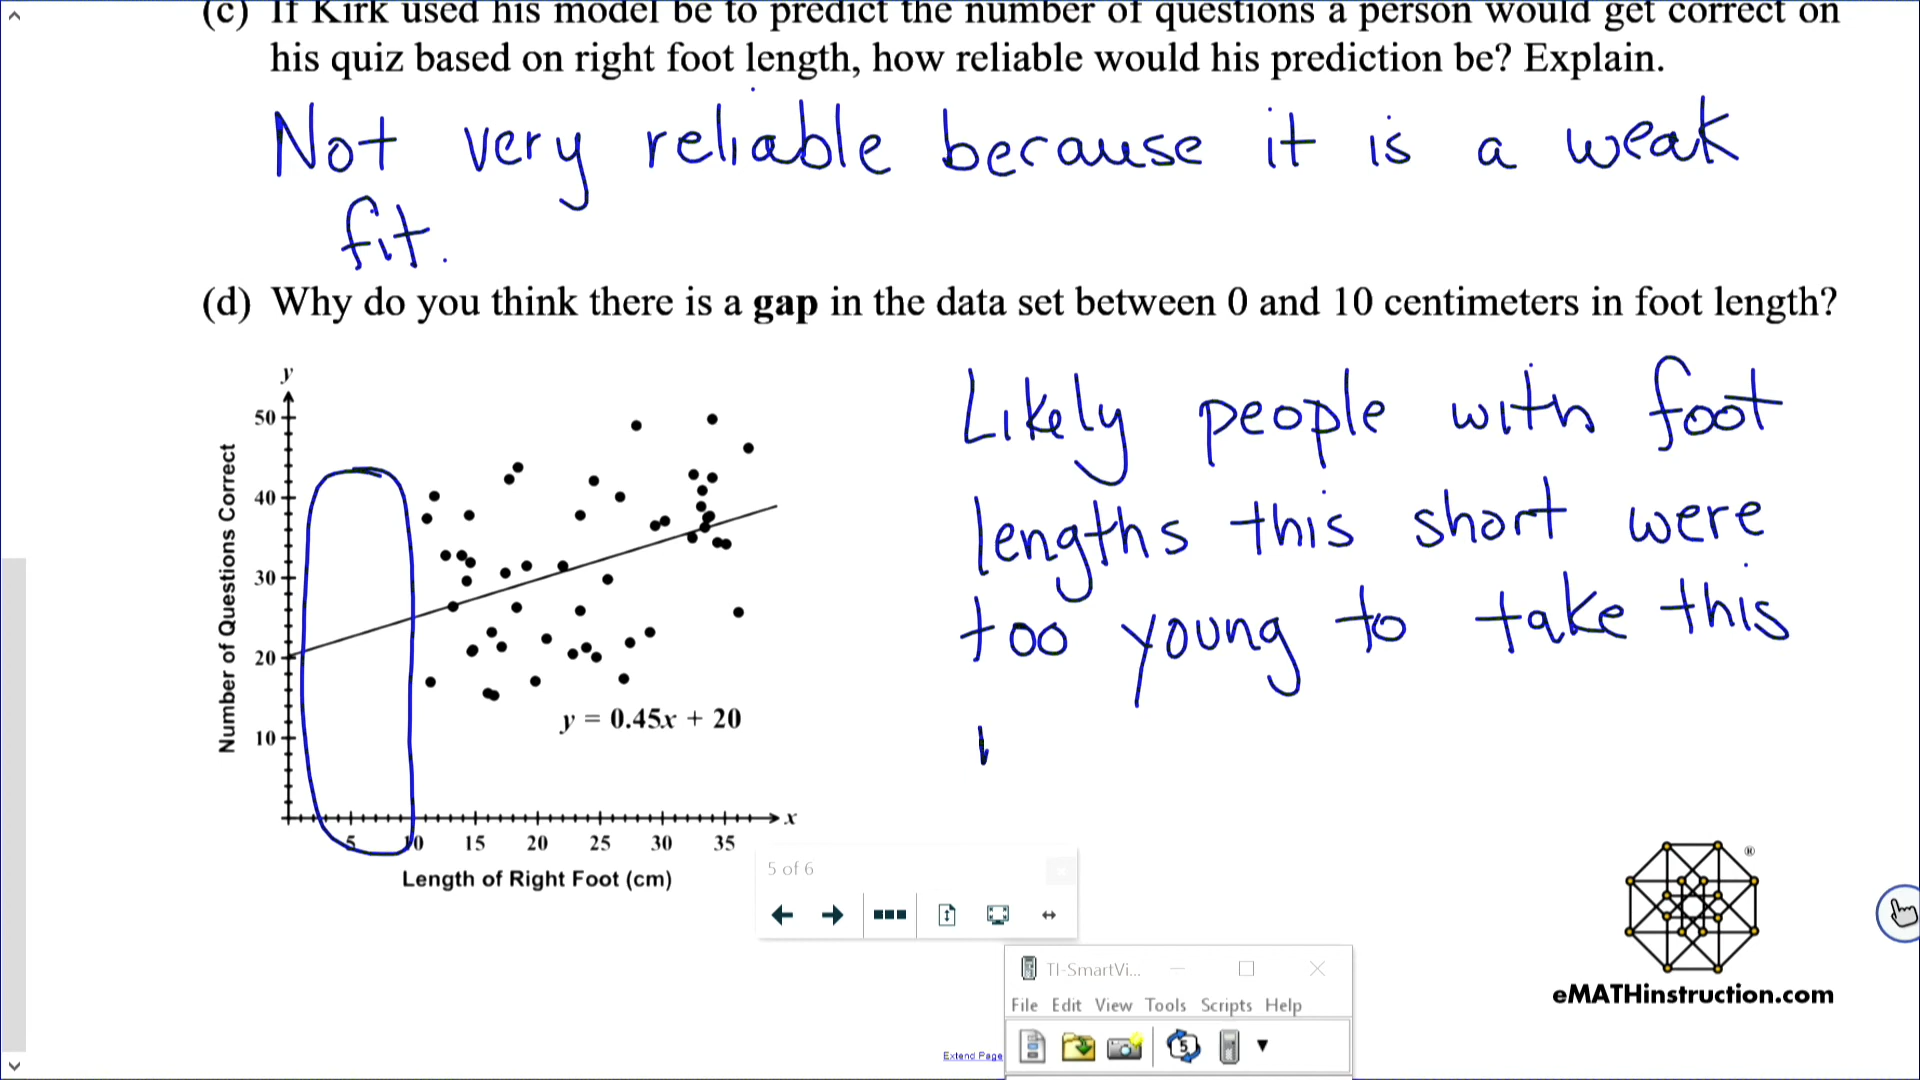 (c) If Kirk used his model be to predict the number of questions a person would get correct on
his quiz based on right foot length, how reliable would his prediction be? Explain.
Not very reliable because it is a weak
fit.
(d) Why do you think there is a gap in the data set between 0 and 10 centimeters in foot length?
Likely people with foot
lengths this short were
too young to take this
y
50
40
30
20
10
Number of Questions Correct
y = 0.45x + 20
x
5 10 15 20 25 30 35
Length of Right Foot (cm)
5 of 6
TI-SmartVi...
File Edit View Tools Scripts Help
5
Extend Page
®
eMATHinstruction.com